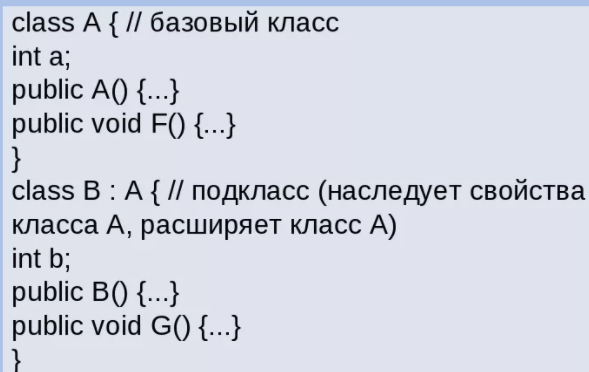 class A { // базовый класс
int a;
public A() {...}
public void F() {...}
}
class B : A { // подкласс (наследует свойства
класса А, расширяет класс А)
int b;
public B() {...}
public void G() {...}
}